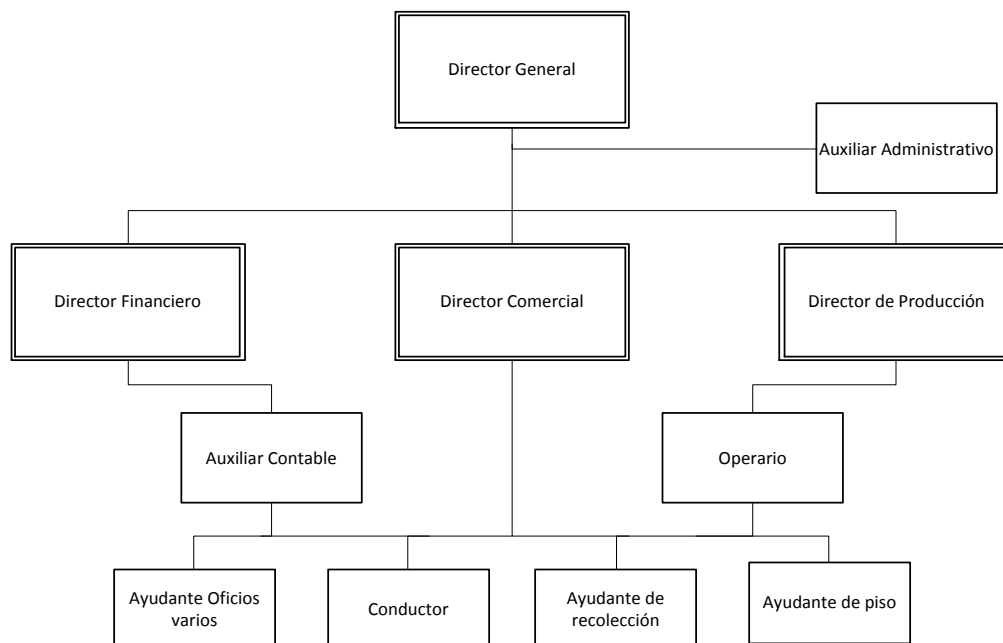 Director General
Auxiliar Administrativo
Director Financiero
Director Comercial
Director de Producción
Auxiliar Contable
Operario
Ayudante Oficios
varios
Conductor
Ayudante de
recolección
Ayudante de piso